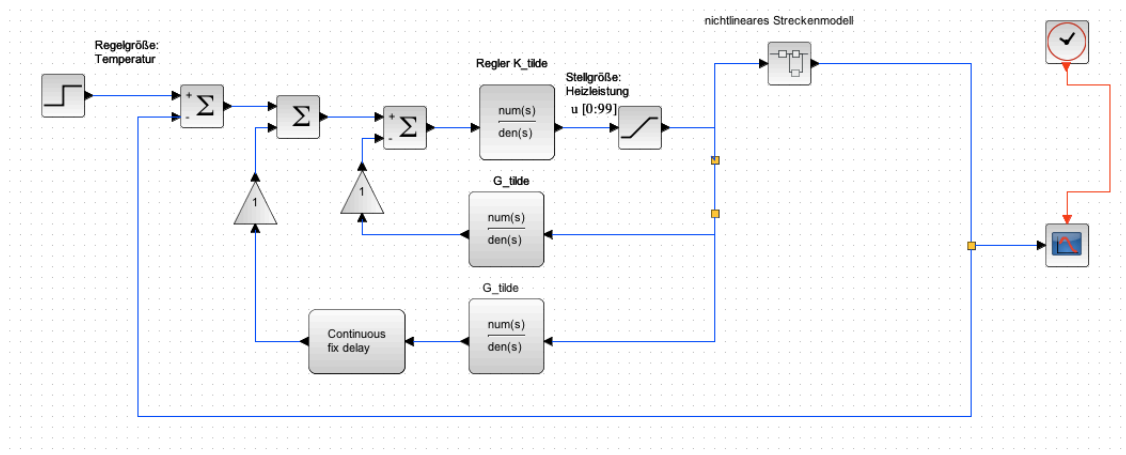 nichtlineares Streckenmodell
Regelgröße:
Temperatur
Regler K_tilde
Stellgröße:
Heizleistung
u [0:99]
+
-
Σ
Σ
+
-
Σ
num(s)
den(s)
G_tilde
1
1
num(s)
den(s)
G_tilde
num(s)
den(s)
Continuous
fix delay